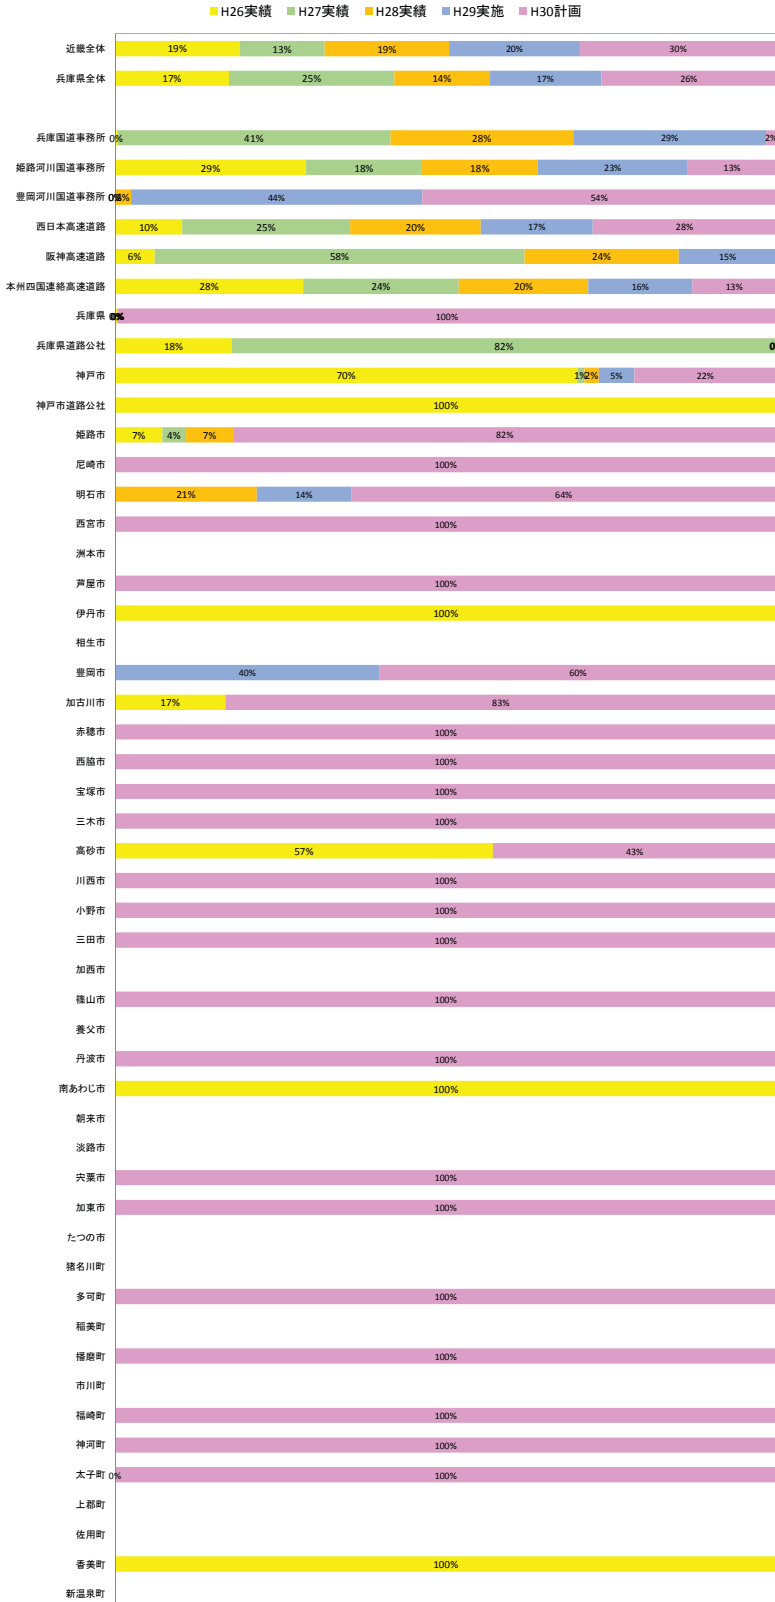 H26実績 H27実績 H28実績 H29実施 H30計画
近畿全体 19% 13% 19% 20% 30%
兵庫県全体 17% 25% 14% 17% 26%
兵庫国道事務所 0% 41% 28% 29% 2%
姫路河川国道事務所 29% 18% 18% 23% 13%
豊岡河川国道事務所 0% 44% 54%
西日本高速道路 10% 25% 20% 17% 28%
阪神高速道路 6% 58% 24% 15%
本州四国連絡高速道路 28% 24% 20% 16% 13%
兵庫県 0% 100%
兵庫県道路公社 18% 82% 0
神戸市 70% 1% 2% 5% 22%
神戸市道路公社 100%
姫路市 7% 4% 7% 82%
尼崎市 100%
明石市 21% 14% 64%
西宮市 100%
洲本市
芦屋市 100%
伊丹市 100%
相生市
豊岡市 40% 60%
加古川市 17% 83%
赤穂市 100%
西脇市 100%
宝塚市 100%
三木市 100%
高砂市 57% 43%
川西市 100%
小野市 100%
三田市 100%
加西市
篠山市 100%
養父市
丹波市 100%
南あわじ市 100%
朝来市
淡路市
宍粟市 100%
加東市 100%
たつの市
猪名川町
多可町 100%
稲美町
播磨町 100%
市川町
福崎町 100%
神河町 100%
太子町 0% 100%
上郡町
佐用町
香美町 100%
新温泉町